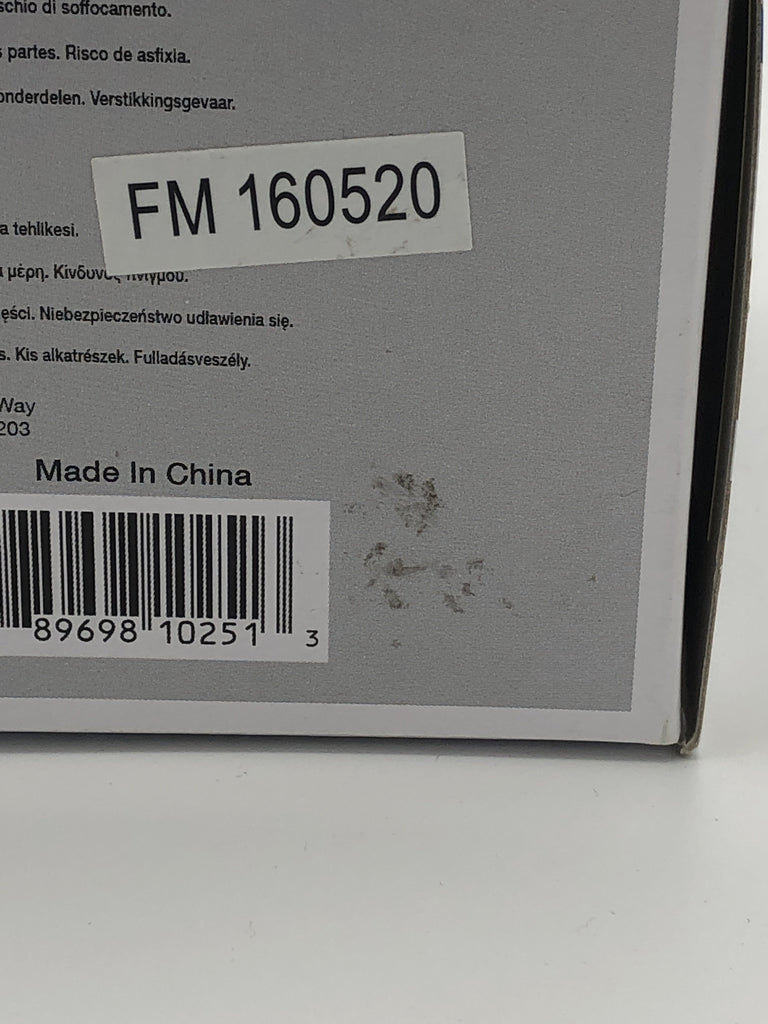 schio di soffocamento.
s partes. Risco de asfixia.
onderdelen. Verstikkingsgevaar.
FM 160520
a tehlikesi.
α μέρη. Κίνδυνος πνιγμού.
ęści. Niebezpieczeństwo udławienia się.
s. Kis alkatrészek. Fulladásveszély.
Way
203
Made In China
89698 10251 3